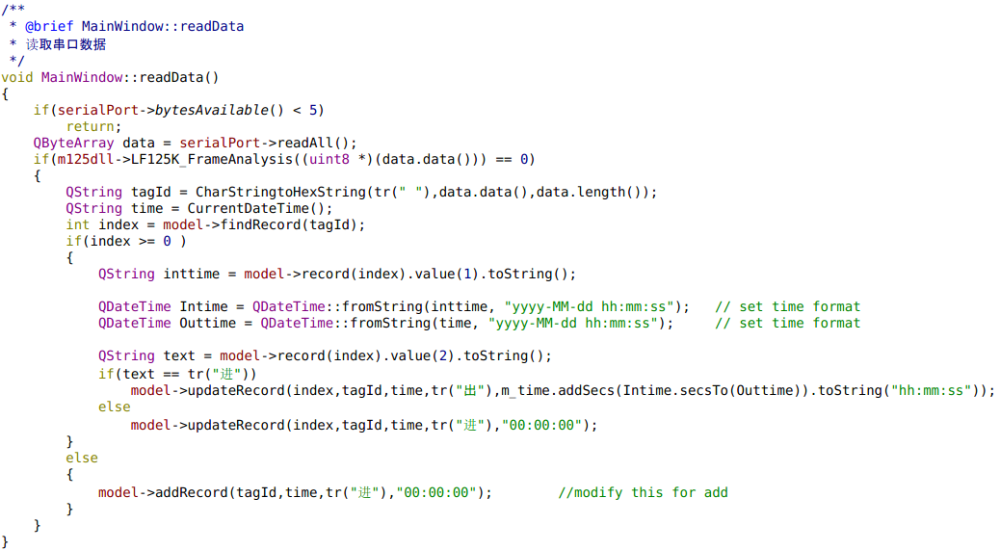 /**
 * @brief MainWindow::readData
 * 读取串口数据
 */
void MainWindow::readData()
{
    if(serialPort->bytesAvailable() < 5)
        return;
    QByteArray data = serialPort->readAll();
    if(m125dll->LF125K_FrameAnalysis((uint8 *)(data.data())) == 0)
    {
        QString tagId = CharStringtoHexString(tr(" "),data.data(),data.length());
        QString time = CurrentDateTime();
        int index = model->findRecord(tagId);
        if(index >= 0 )
        {
            QString inttime = model->record(index).value(1).toString();
            QDateTime Intime = QDateTime::fromString(inttime, "yyyy-MM-dd hh:mm:ss");   // set time format
            QDateTime Outtime = QDateTime::fromString(time, "yyyy-MM-dd hh:mm:ss");     // set time format
            QString text = model->record(index).value(2).toString();
            if(text == tr("进"))
                model->updateRecord(index,tagId,time,tr("出"),m_time.addSecs(Intime.secsTo(Outtime)).toString("hh:mm:ss"));
            else
                model->updateRecord(index,tagId,time,tr("进"),"00:00:00");
        }
        else
        {
            model->addRecord(tagId,time,tr("进"),"00:00:00");        //modify this for add
        }
    }
}